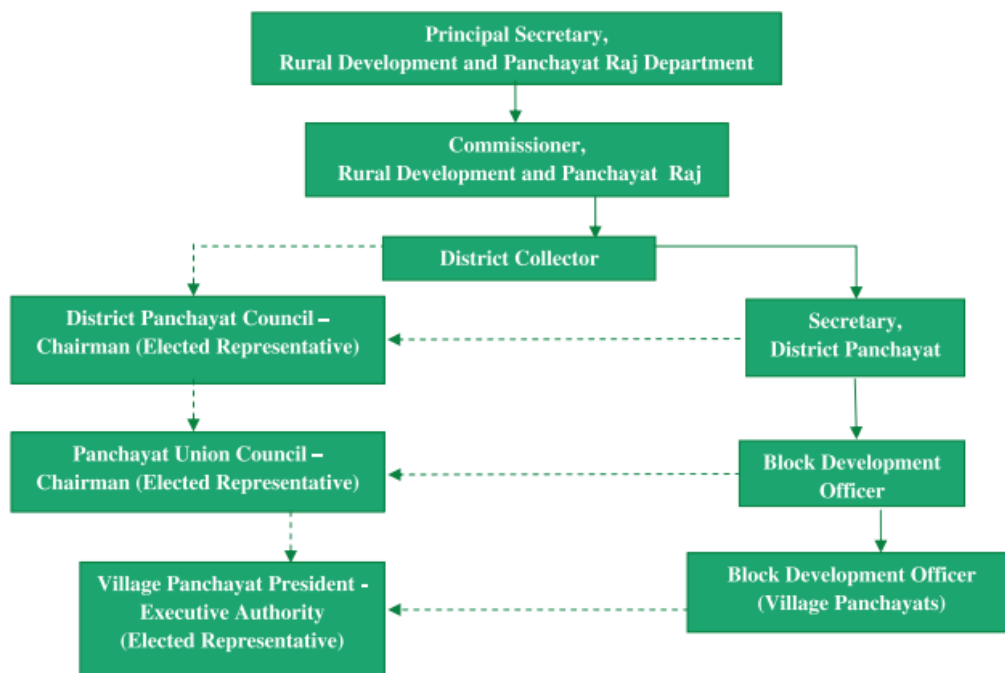 Principal Secretary,
Rural Development and Panchayat Raj Department
Commissioner,
Rural Development and Panchayat Raj
District Collector
District Panchayat Council –
Chairman (Elected Representative)
Secretary,
District Panchayat
Panchayat Union Council –
Chairman (Elected Representative)
Block Development
Officer
Village Panchayat President -
Executive Authority
(Elected Representative)
Block Development Officer
(Village Panchayats)